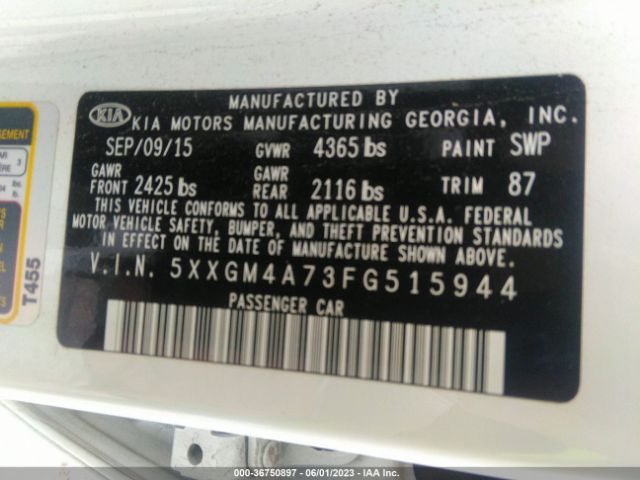 MANUFACTURED BY
KIA KIA MOTORS MANUFACTURING GEORGIA, INC.
SEP/09/15 GVWR 4365 lbs PAINT SWP
GAWR FRONT 2425 lbs GAWR REAR 2116 lbs TRIM 87
THIS VEHICLE CONFORMS TO ALL APPLICABLE U.S.A. FEDERAL
MOTOR VEHICLE SAFETY, BUMPER, AND THEFT PREVENTION STANDARDS
IN EFFECT ON THE DATE OF MANUFACTURE SHOWN ABOVE.
V.I.N. 5XXGM4A73FG515944
PASSENGER CAR
T455
000-36750897 - 06/01/2023 - IAA Inc.